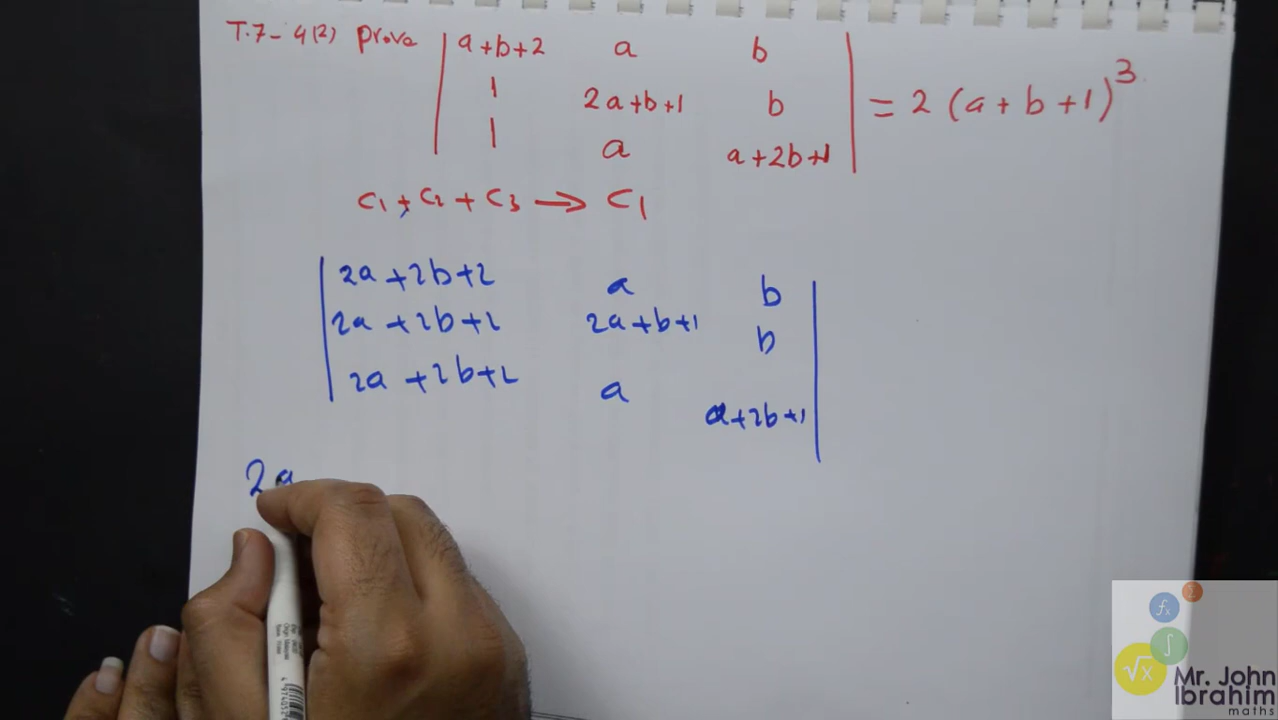 T.7-4(2) prove | a+b+2 a b |
| 1 2a+b+1 b | = 2 (a+b+1)³
| 1 a a+2b+1 |
C₁ + C₂ + C₃ → C₁
| 2a+2b+2 a b |
| 2a+2b+2 2a+b+1 b |
| 2a+2b+2 a a+2b+1 |
2a
fx
Σ
∫
√x
Mr. John
Ibrahim
maths